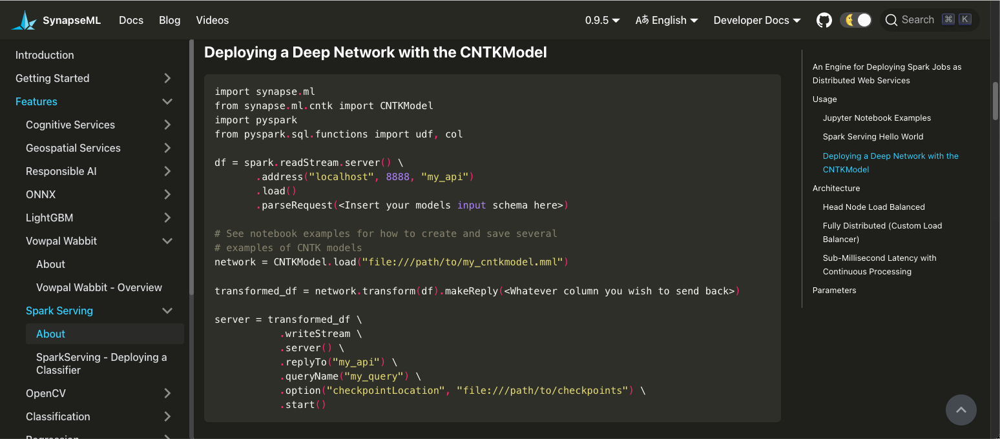 SynapseML Docs Blog Videos 0.9.5 English Developer Docs Search ⌘ K
Introduction
Getting Started
Features
Cognitive Services
Geospatial Services
Responsible AI
ONNX
LightGBM
Vowpal Wabbit
About
Vowpal Wabbit - Overview
Spark Serving
About
SparkServing - Deploying a
Classifier
OpenCV
Classification
Regression
Deploying a Deep Network with the CNTKModel
import synapse.ml
from synapse.ml.cntk import CNTKModel
import pyspark
from pyspark.sql.functions import udf, col
df = spark.readStream.server() \
       .address("localhost", 8888, "my_api")
       .load()
       .parseRequest(<Insert your models input schema here>)
# See notebook examples for how to create and save several
# examples of CNTK models
network = CNTKModel.load("file:///path/to/my_cntkmodel.mml")
transformed_df = network.transform(df).makeReply(<Whatever column you wish to send back>)
server = transformed_df \
           .writeStream \
           .server() \
           .replyTo("my_api") \
           .queryName("my_query") \
           .option("checkpointLocation", "file:///path/to/checkpoints") \
           .start()
An Engine for Deploying Spark Jobs as
Distributed Web Services
Usage
Jupyter Notebook Examples
Spark Serving Hello World
Deploying a Deep Network with the
CNTKModel
Architecture
Head Node Load Balanced
Fully Distributed (Custom Load
Balancer)
Sub-Millisecond Latency with
Continuous Processing
Parameters